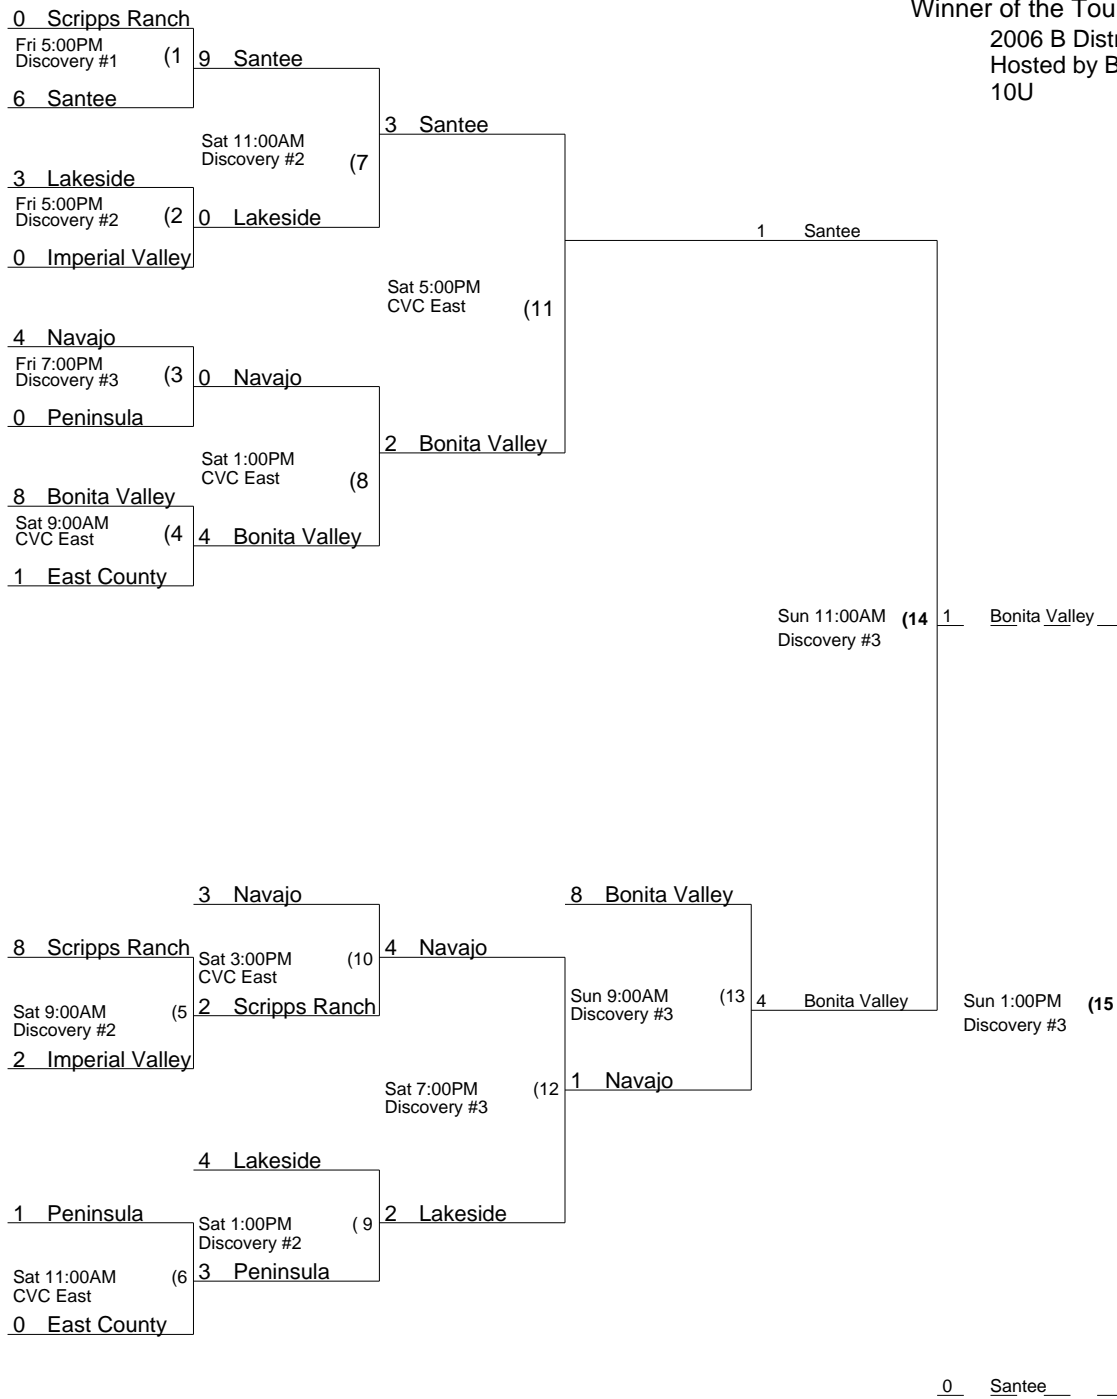 Winner of the Tou
2006 B Distr
Hosted by B
10U
0 Scripps Ranch
Fri 5:00PM
Discovery #1
(1
6 Santee
9 Santee
Sat 11:00AM
Discovery #2
(7
3 Santee
3 Lakeside
Fri 5:00PM
Discovery #2
(2
0 Imperial Valley
0 Lakeside
1 Santee
Sat 5:00PM
CVC East
(11
4 Navajo
Fri 7:00PM
Discovery #3
(3
0 Peninsula
0 Navajo
Sat 1:00PM
CVC East
(8
2 Bonita Valley
8 Bonita Valley
Sat 9:00AM
CVC East
(4
1 East County
4 Bonita Valley
Sun 11:00AM
Discovery #3
(14
1 Bonita Valley
3 Navajo
8 Bonita Valley
8 Scripps Ranch
Sat 3:00PM
CVC East
(10
4 Navajo
Sat 9:00AM
Discovery #2
(5
2 Scripps Ranch
2 Imperial Valley
Sun 9:00AM
Discovery #3
(13
4 Bonita Valley
Sun 1:00PM
Discovery #3
(15
Sat 7:00PM
Discovery #3
(12
1 Navajo
4 Lakeside
1 Peninsula
Sat 1:00PM
Discovery #2
( 9
2 Lakeside
Sat 11:00AM
CVC East
(6
3 Peninsula
0 East County
0 Santee